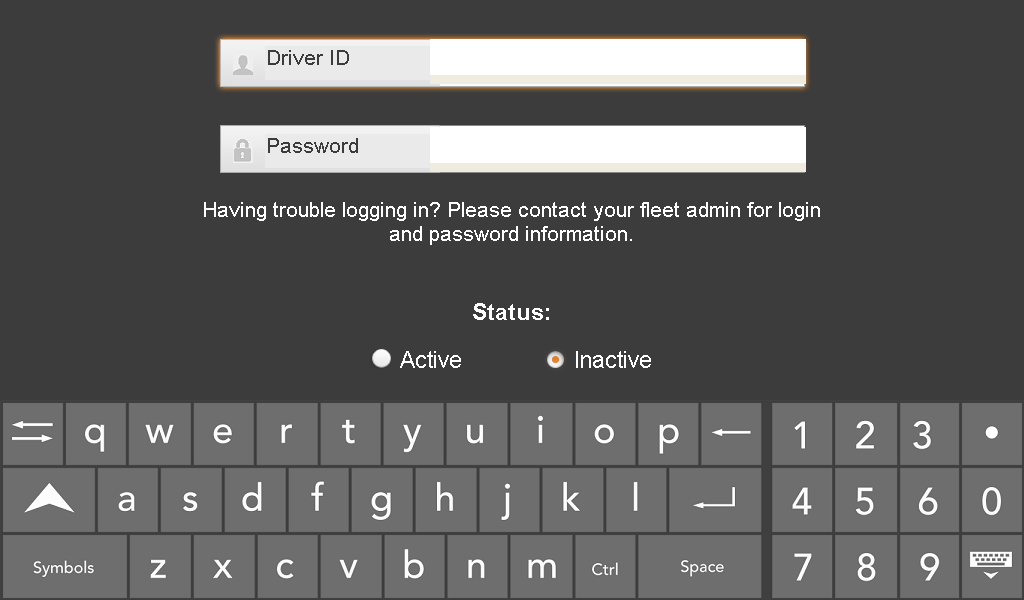 Driver ID
Password
Having trouble logging in? Please contact your fleet admin for login
and password information.
Status:
Active Inactive
q w e r t y u i o p 1 2 3 •
a s d f g h j k l 4 5 6 0
Symbols z x c v b n m Ctrl Space 7 8 9